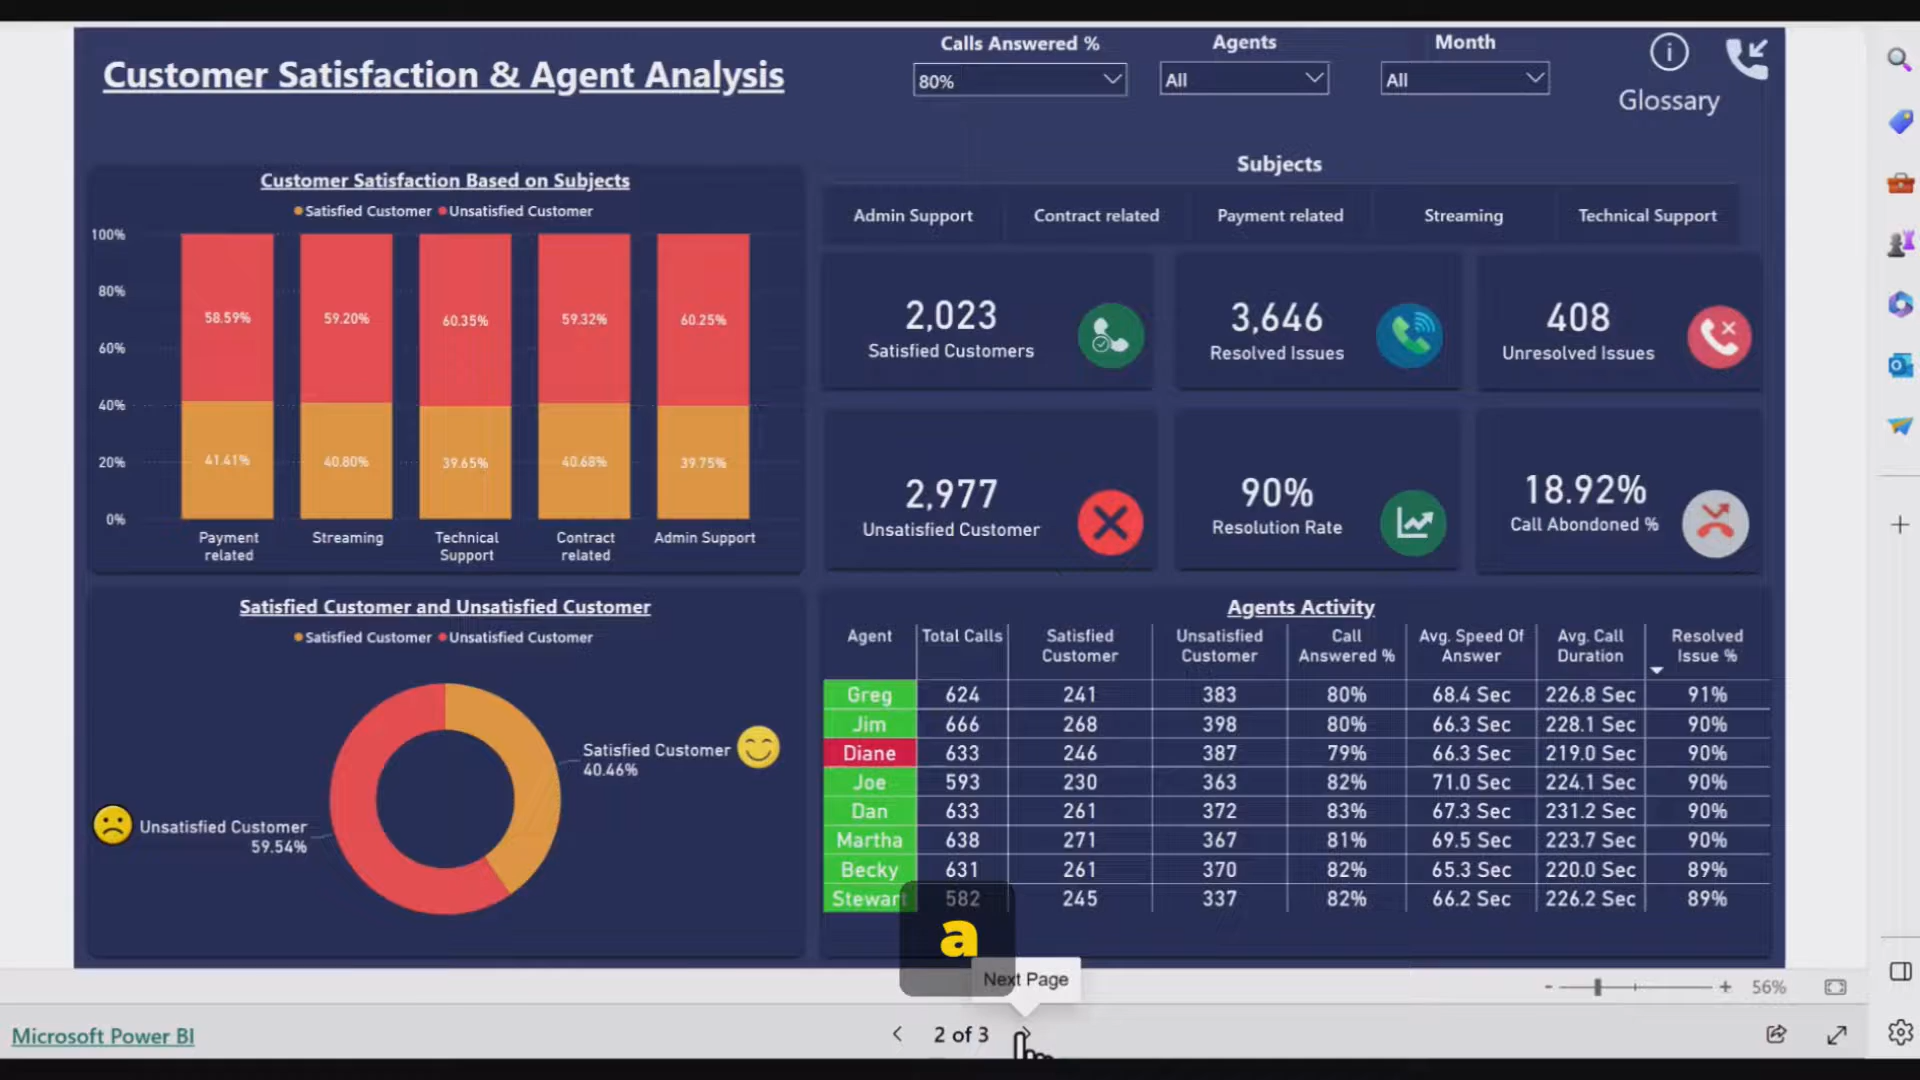 Customer Satisfaction & Agent Analysis
Calls Answered %
80%
Agents
All
Month
All
Glossary
Customer Satisfaction Based on Subjects
Satisfied Customer Unsatisfied Customer
100%
80%
60%
40%
20%
0%
58.59% 59.20% 60.35% 59.32% 60.25%
41.41% 40.80% 39.65% 40.68% 39.75%
Payment related
Streaming
Technical Support
Contract related
Admin Support
Subjects
Admin Support Contract related Payment related Streaming Technical Support
2,023
Satisfied Customers
3,646
Resolved Issues
408
Unresolved Issues
2,977
Unsatisfied Customer
90%
Resolution Rate
18.92%
Call Abondoned %
Satisfied Customer and Unsatisfied Customer
Satisfied Customer Unsatisfied Customer
Satisfied Customer
40.46%
Unsatisfied Customer
59.54%
Agents Activity
Agent Total Calls Satisfied Customer Unsatisfied Customer Call Answered % Avg. Speed Of Answer Avg. Call Duration Resolved Issue %
Greg 624 241 383 80% 68.4 Sec 226.8 Sec 91%
Jim 666 268 398 80% 66.3 Sec 228.1 Sec 90%
Diane 633 246 387 79% 66.3 Sec 219.0 Sec 90%
Joe 593 230 363 82% 71.0 Sec 224.1 Sec 90%
Dan 633 261 372 83% 67.3 Sec 231.2 Sec 90%
Martha 638 271 367 81% 69.5 Sec 223.7 Sec 90%
Becky 631 261 370 82% 65.3 Sec 220.0 Sec 89%
Stewart 582 245 337 82% 66.2 Sec 226.2 Sec 89%
a
Next Page
- + 56%
Microsoft Power BI
2 of 3